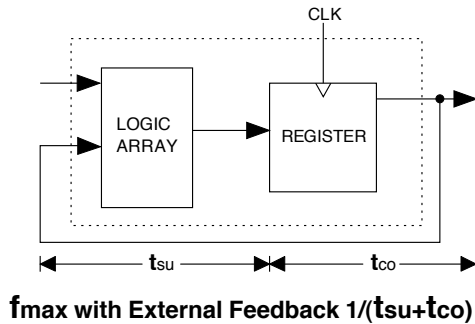 CLK
LOGIC
ARRAY
REGISTER
tsu
tco
fmax with External Feedback 1/(tsu+tco)